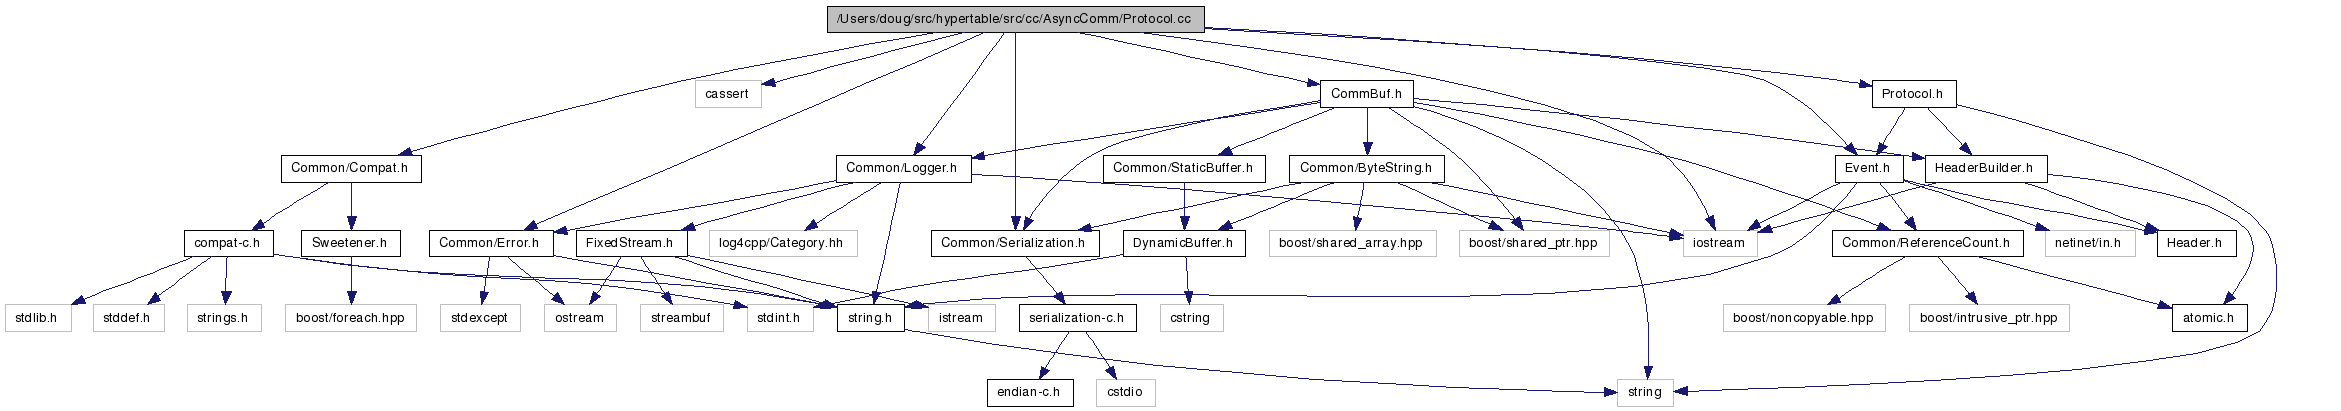 /Users/doug/src/hypertable/src/cc/AsyncComm/Protocol.cc
cassert
CommBuf.h
Protocol.h
Common/Compat.h
Common/Logger.h
Common/StaticBuffer.h
Common/ByteString.h
Event.h
HeaderBuilder.h
compat-c.h
Sweetener.h
Common/Error.h
FixedStream.h
log4cpp/Category.hh
Common/Serialization.h
DynamicBuffer.h
boost/shared_array.hpp
boost/shared_ptr.hpp
iostream
Common/ReferenceCount.h
netinet/in.h
Header.h
stdlib.h
stddef.h
strings.h
boost/foreach.hpp
stdexcept
ostream
streambuf
stdint.h
string.h
istream
serialization-c.h
cstring
boost/noncopyable.hpp
boost/intrusive_ptr.hpp
atomic.h
endian-c.h
cstdio
string